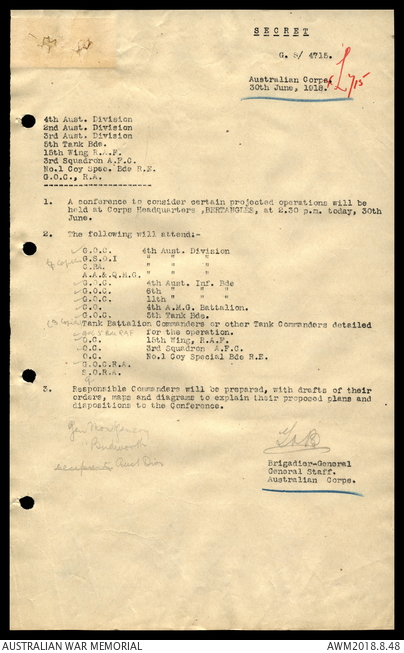 SECRET
G. S/ 4715.
Australian Corps.
30th June, 1918.
4th Aust. Division
2nd Aust. Division
3rd Aust. Division
5th Tank Bde.
15th Wing R.A.F.
3rd Squadron A.F.C.
No.1 Coy Spec. Bde R.E.
G.O.C., R.A.
1. A conference to consider certain projected operations will be
held at Corps Headquarters ,BERTANGLES, at 2.30 p.m. today, 30th
June.
2. The following will attend:-
G.O.C. 4th Aust. Division
G.S.O.I " " "
C.RA. " " "
A.A.& Q.M.G. " " "
G.O.C. 4th Aust. Inf. Bde
G.O.C. 6th " " "
G.O.C. 11th " " "
C.O. 4th A.M.G. Battalion.
G.O.C. 5th Tank Bde.
Tank Battalion Commanders or other Tank Commanders detailed
for the operation.
O.C. 15th Wing, R.A.F.
O.C. 3rd Squadron A.F.C.
O.C. No.1 Coy Special Bde R.E.
G.O.C.R.A.
S.O.R.A.
3. Responsible Commanders will be prepared, with drafts of their
orders, maps and diagrams to explain their proposed plans and
dispositions to the Conference.
Aust Divs
Brigadier-General
General Staff.
Australian Corps.
AUSTRALIAN WAR MEMORIAL
AWM2018.8.48